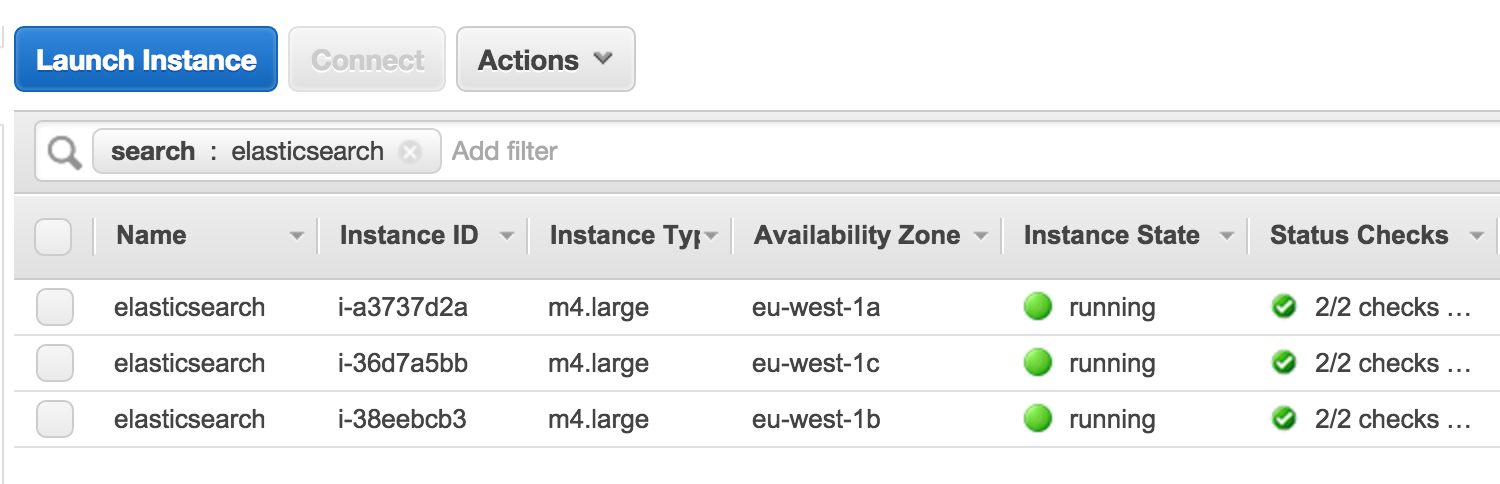 Launch Instance Connect Actions
search : elasticsearch Add filter
Name Instance ID Instance Typ Availability Zone Instance State Status Checks
elasticsearch i-a3737d2a m4.large eu-west-1a running 2/2 checks ...
elasticsearch i-36d7a5bb m4.large eu-west-1c running 2/2 checks ...
elasticsearch i-38eebcb3 m4.large eu-west-1b running 2/2 checks ...